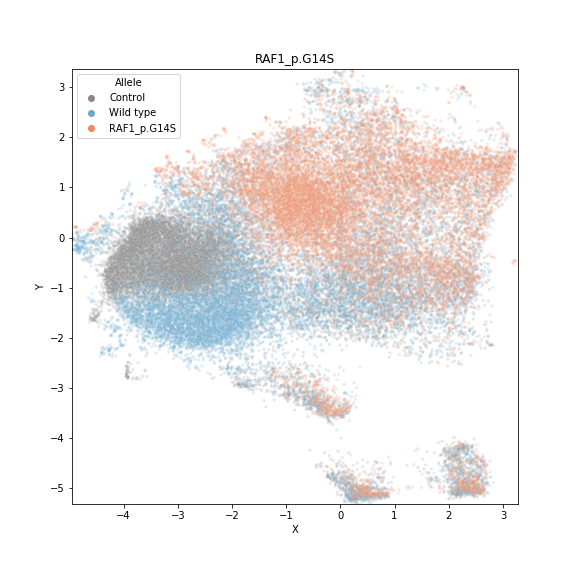 RAF1_p.G14S
Allele
Control
Wild type
RAF1_p.G14S
3
2
1
0
−1
−2
−3
−4
−5
Y
−4 −3 −2 −1 0 1 2 3
X